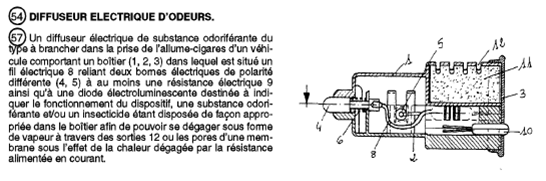 (54) DIFFUSEUR ELECTRIQUE D'ODEURS.
(57) Un diffuseur électrique de substance odoriférante du
type à brancher dans la prise de l'allume-cigares d'un véhi-
cule comportant un boîtier (1, 2, 3) dans lequel est situé un
fil électrique 8 reliant deux bornes électriques de polarité
différente (4, 5) à au moins une résistance électrique 9
ainsi qu'à une diode électroluminescente destinée à indi-
quer le fonctionnement du dispositif, une substance odori-
férante et/ou un insecticide étant disposée de façon appro-
priée dans le boîtier afin de pouvoir se dégager sous forme
de vapeur à travers des sorties 12 ou les pores d'une mem-
brane sous l'effet de la chaleur dégagée par la résistance
alimentée en courant.
1
5
12
11
3
10
4
6
8
2